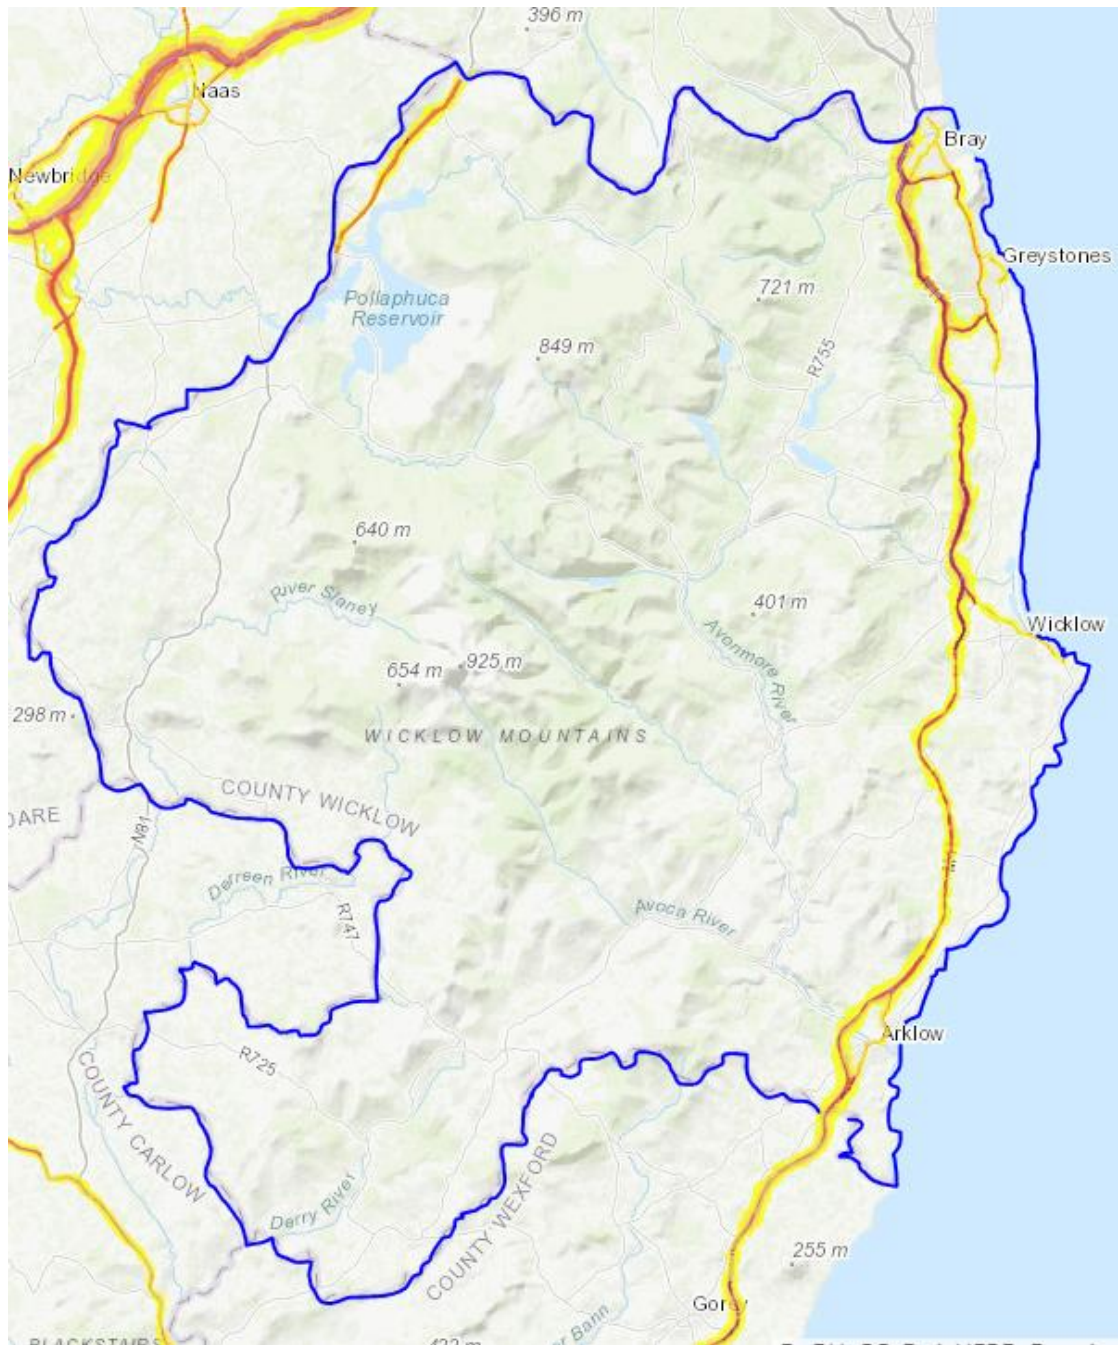 396 m
Naas
Bray
Newbridge
Greystones
721 m
Pollaphuca
Reservoir
849 m
R755
640 m
River Slaney
401 m
Wicklow
Avonmore River
654 m
925 m
298 m
WICKLOW MOUNTAINS
COUNTY WICKLOW
DARE
N81
Derreen River
R747
Avoca River
Arklow
R725
COUNTY CARLOW
COUNTY WEXFORD
Derry River
255 m
Gorey
Bann